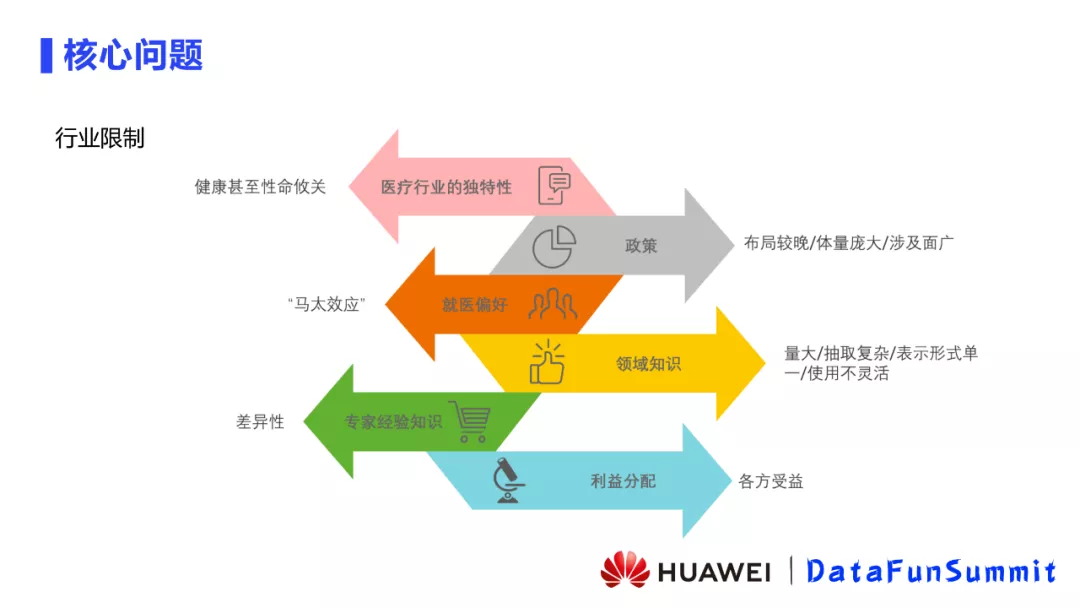 核心问题
行业限制
健康甚至性命攸关
医疗行业的独特性
政策
布局较晚/体量庞大/涉及面广
“马太效应”
就医偏好
领域知识
量大/抽取复杂/表示形式单
一/使用不灵活
差异性
专家经验知识
利益分配
各方受益
HUAWEI
DataFunSummit